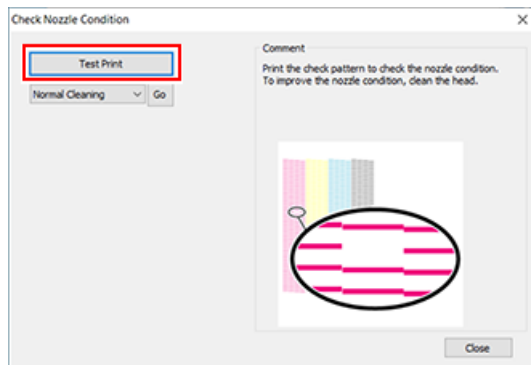 Check Nozzle Condition
Test Print
Normal Cleaning
Go
Comment
Print the check pattern to check the nozzle condition.
To improve the nozzle condition, clean the head.
Close